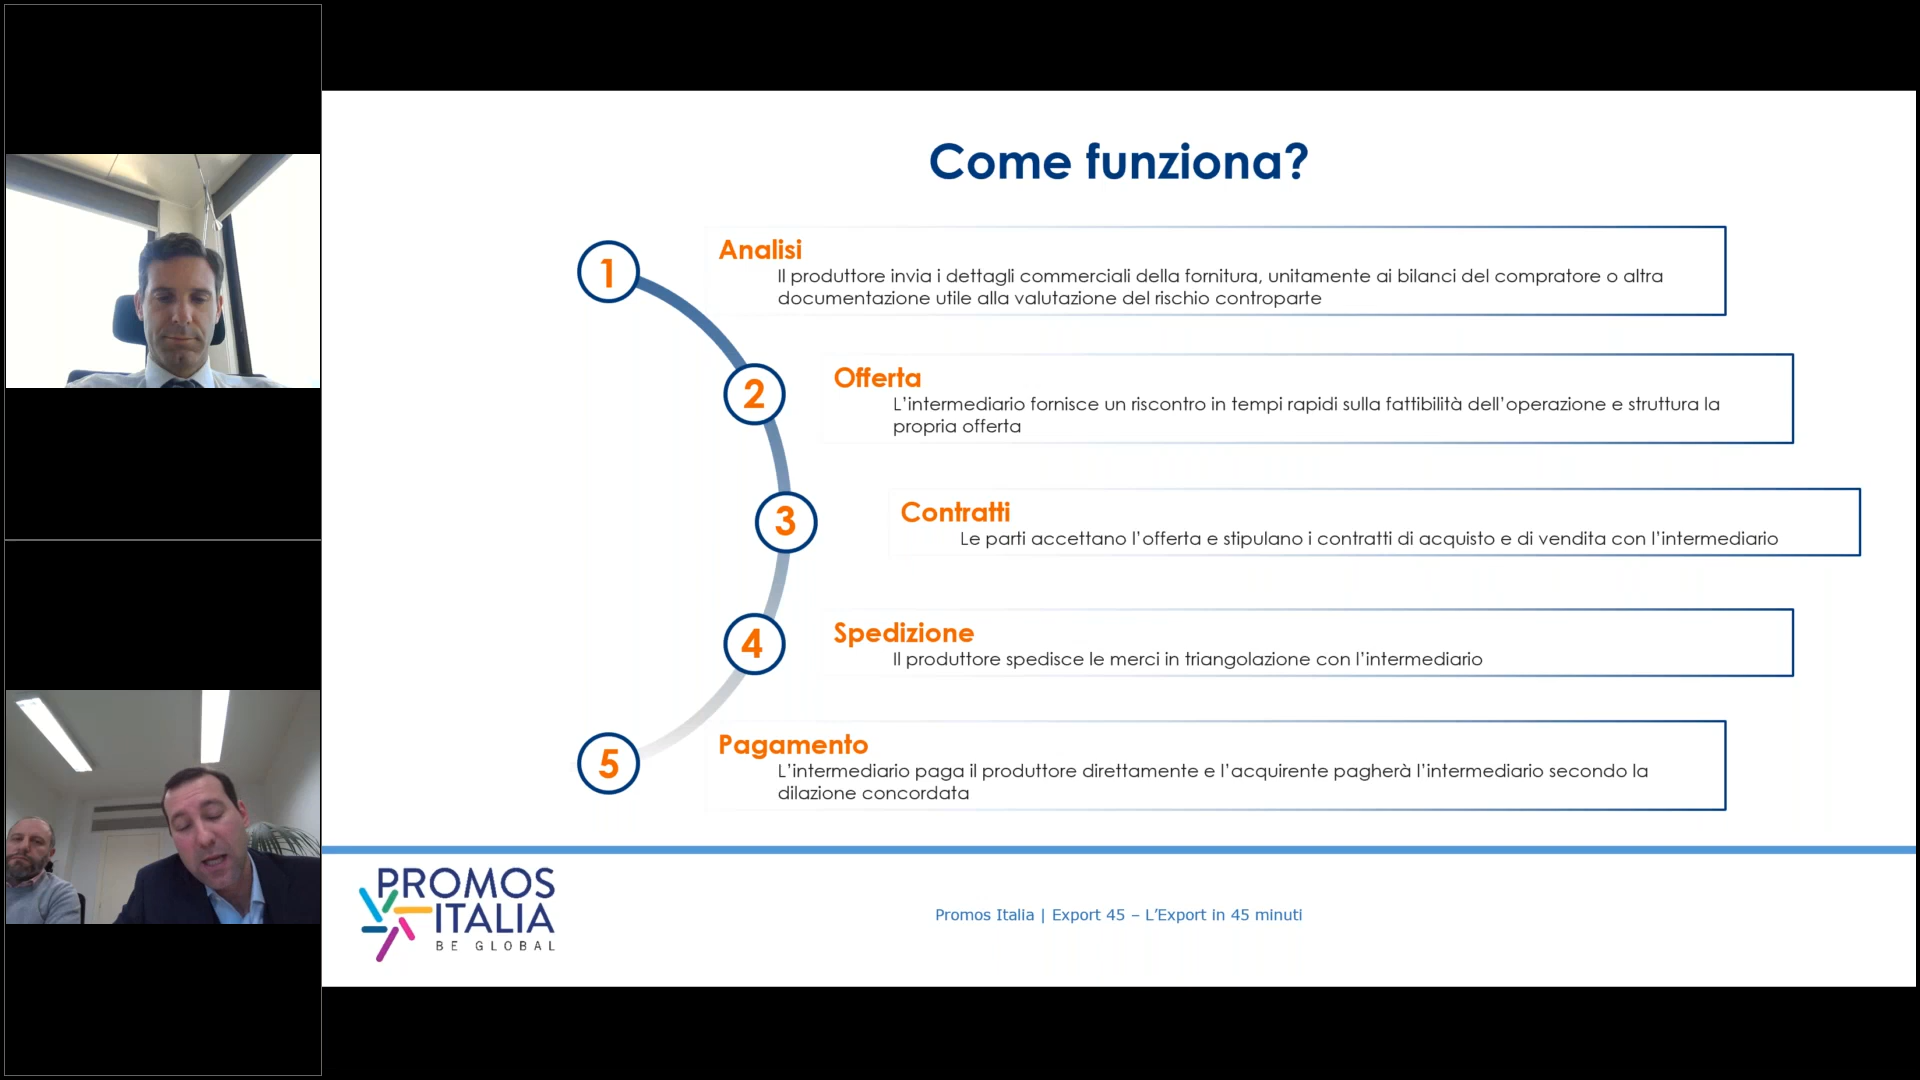 Come funziona?
1
Analisi
Il produttore invia i dettagli commerciali della fornitura, unitamente ai bilanci del compratore o altra
documentazione utile alla valutazione del rischio controparte
2
Offerta
L’intermediario fornisce un riscontro in tempi rapidi sulla fattibilità dell’operazione e struttura la
propria offerta
3
Contratti
Le parti accettano l’offerta e stipulano i contratti di acquisto e di vendita con l’intermediario
4
Spedizione
Il produttore spedisce le merci in triangolazione con l’intermediario
5
Pagamento
L’intermediario paga il produttore direttamente e l’acquirente pagherà l’intermediario secondo la
dilazione concordata
PROMOS
ITALIA
BE GLOBAL
Promos Italia | Export 45 – L’Export in 45 minuti